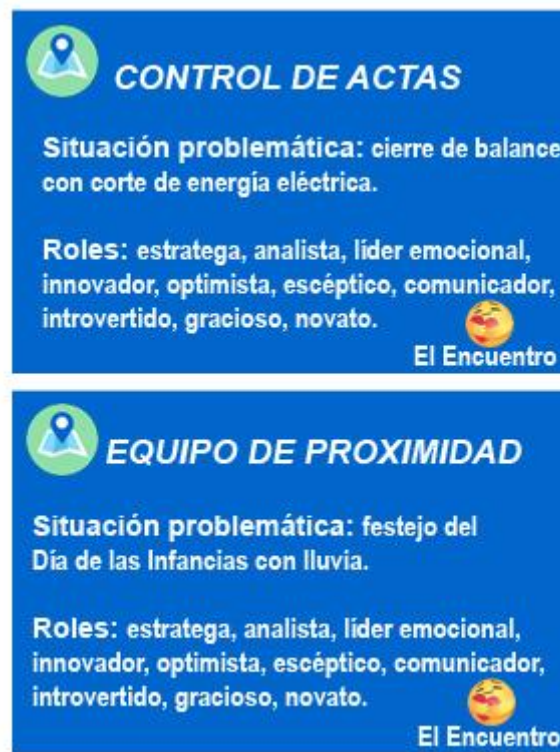 CONTROL DE ACTAS
Situación problemática: cierre de balance
con corte de energía eléctrica.
Roles: estratega, analista, líder emocional,
innovador, optimista, escéptico, comunicador,
introvertido, gracioso, novato.
El Encuentro
EQUIPO DE PROXIMIDAD
Situación problemática: festejo del
Día de las Infancias con lluvia.
Roles: estratega, analista, líder emocional,
innovador, optimista, escéptico, comunicador,
introvertido, gracioso, novato.
El Encuentro